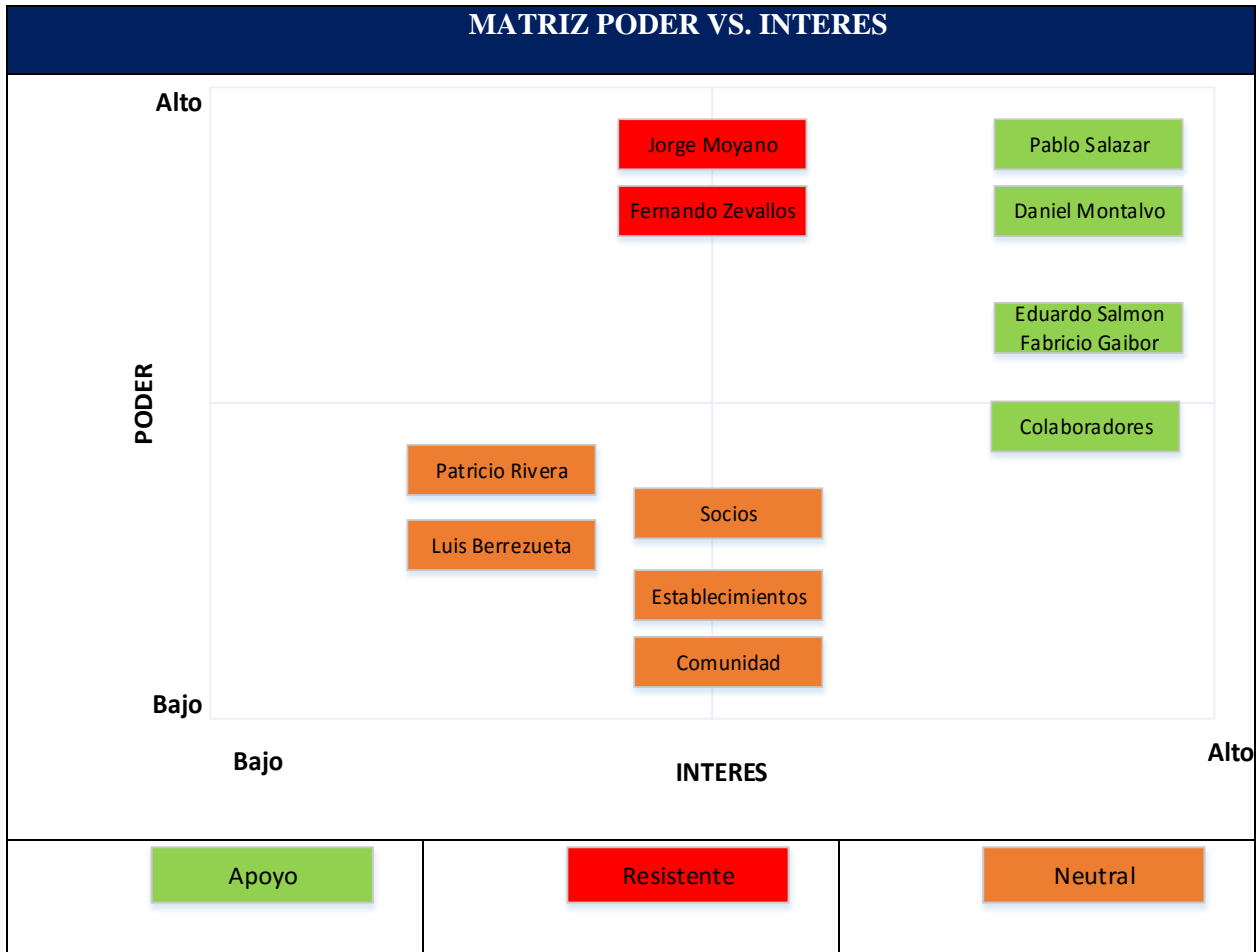 MATRIZ PODER VS. INTERES
Alto
Jorge Moyano
Pablo Salazar
Fernando Zevallos
Daniel Montalvo
Eduardo Salmon
Fabricio Gaibor
PODER
Colaboradores
Patricio Rivera
Socios
Luis Berrezueta
Establecimientos
Comunidad
Bajo
Bajo
INTERES
Alto
Apoyo
Resistente
Neutral